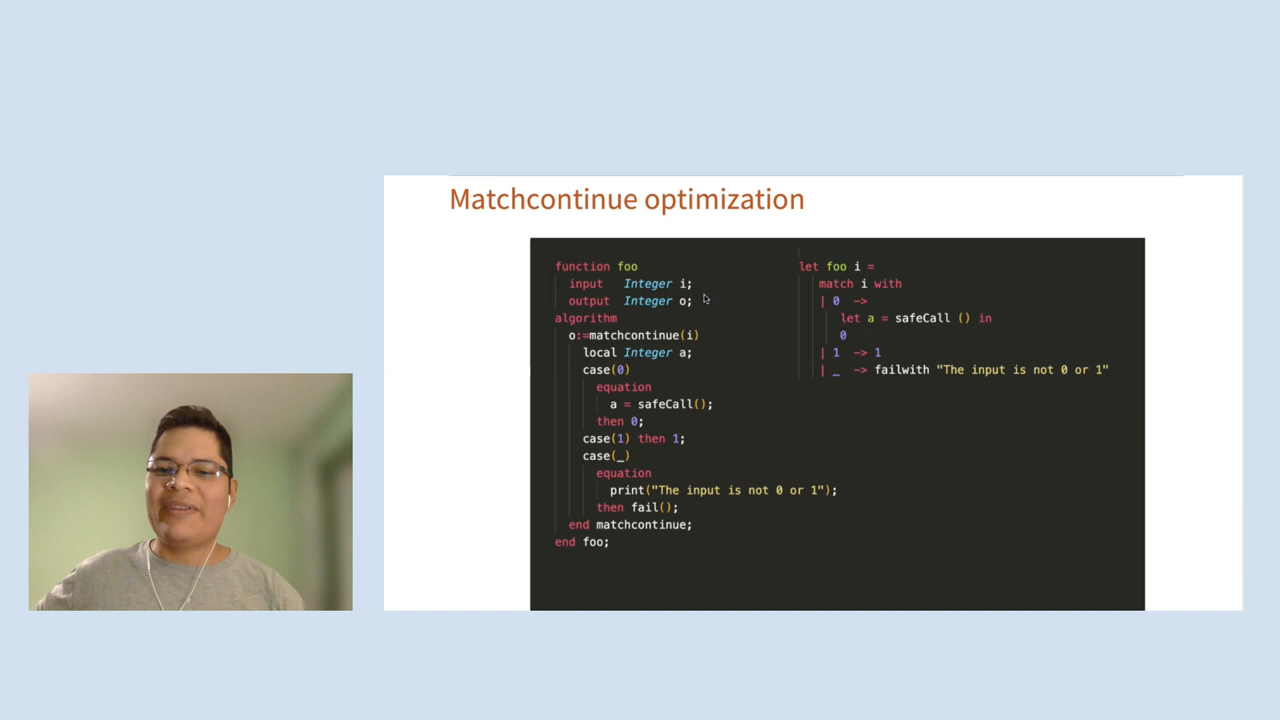 Matchcontinue optimization
function foo
input Integer i;
output Integer o;
algorithm
o:=matchcontinue(i)
local Integer a;
case(0)
equation
a = safeCall();
then 0;
case(1) then 1;
case(_)
equation
print("The input is not 0 or 1");
then fail();
end matchcontinue;
end foo;
let foo i =
match i with
| 0 ->
let a = safeCall () in
0
| 1 -> 1
| _ -> failwith "The input is not 0 or 1"